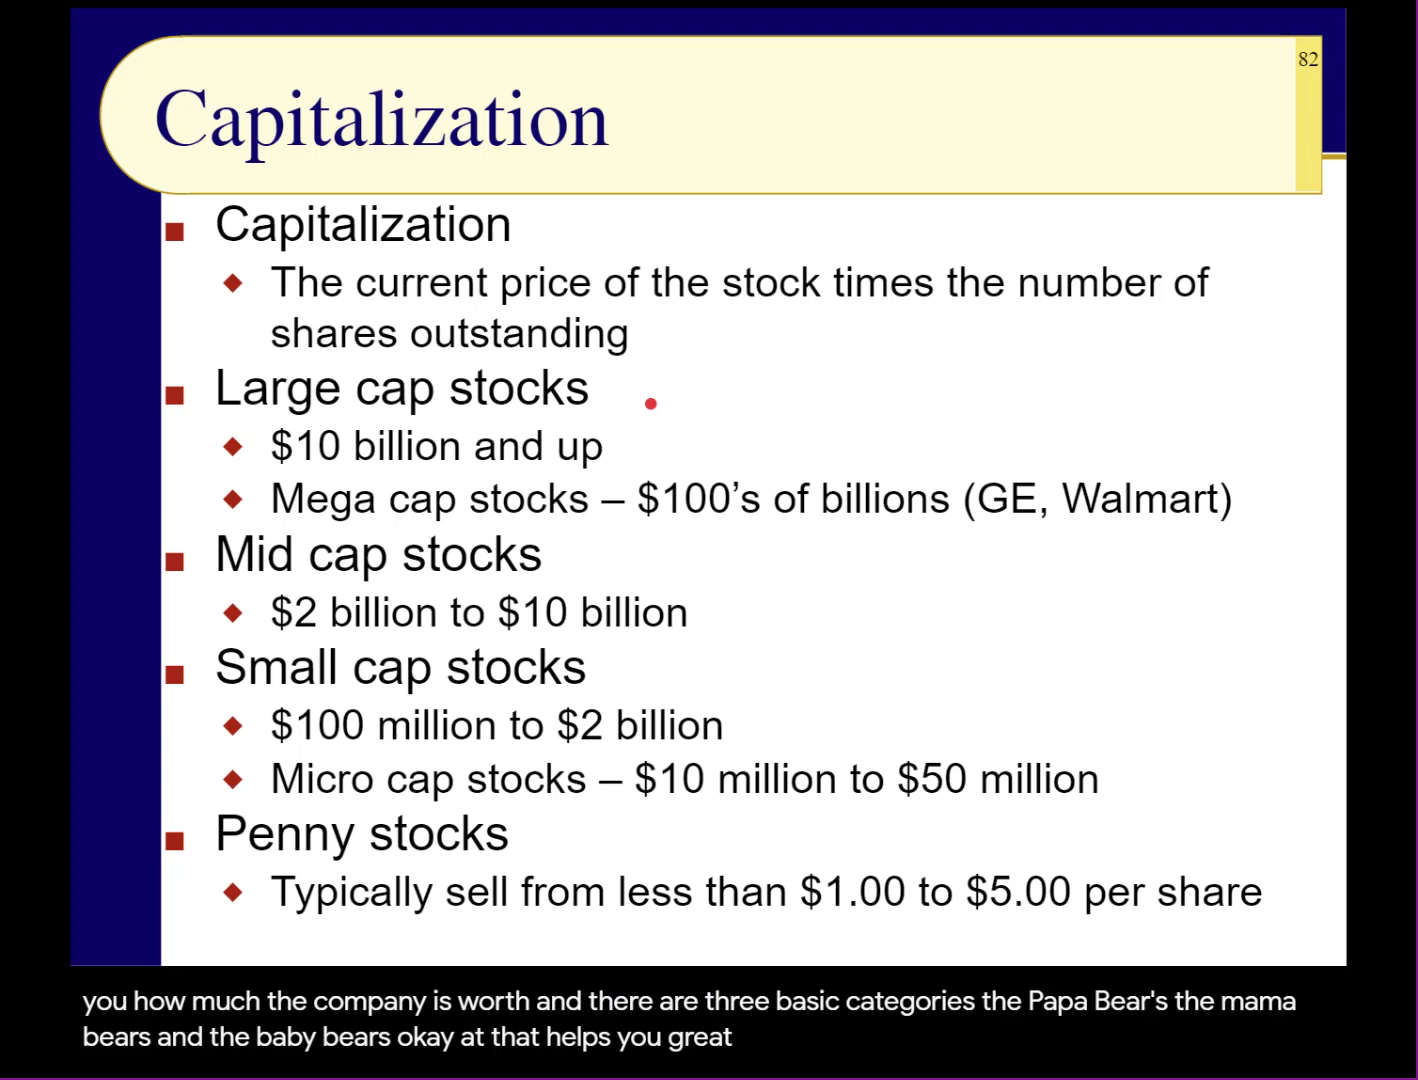 82
Capitalization
Capitalization
The current price of the stock times the number of
shares outstanding
Large cap stocks
$10 billion and up
Mega cap stocks – $100’s of billions (GE, Walmart)
Mid cap stocks
$2 billion to $10 billion
Small cap stocks
$100 million to $2 billion
Micro cap stocks – $10 million to $50 million
Penny stocks
Typically sell from less than $1.00 to $5.00 per share
you how much the company is worth and there are three basic categories the Papa Bear's the mama
bears and the baby bears okay at that helps you great